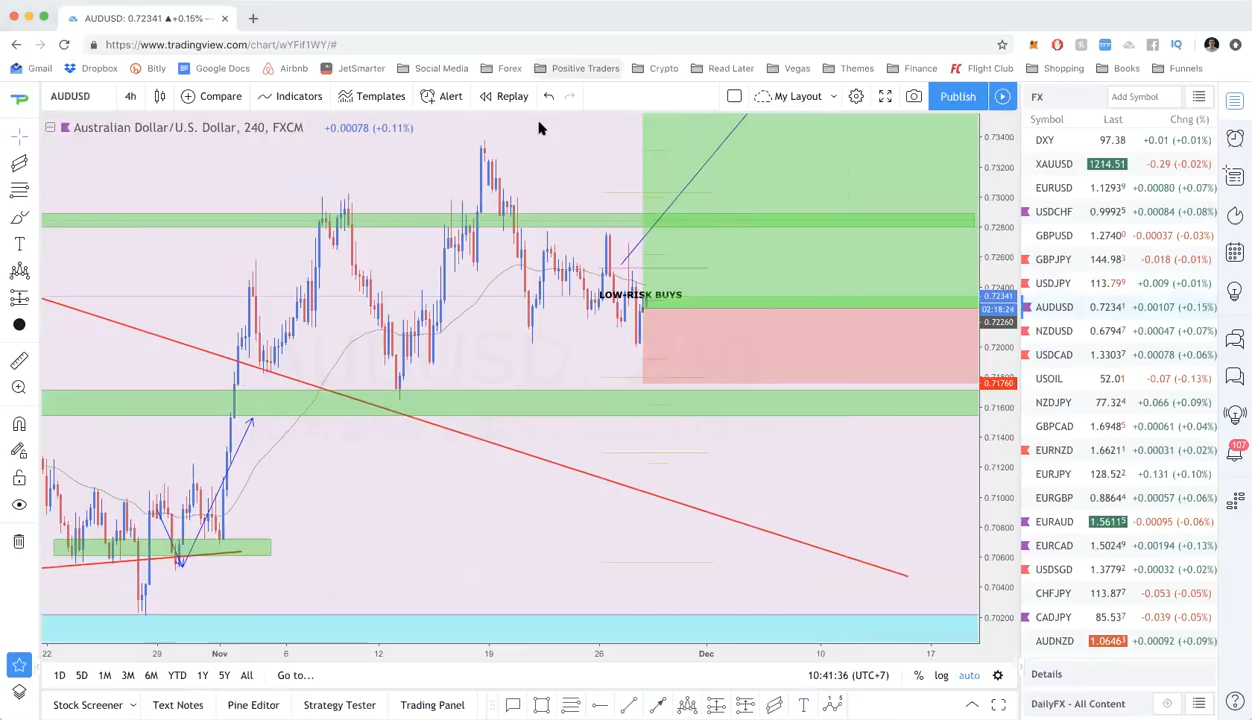 AUDUSD: 0.72341 ▲+0.15% —
https://www.tradingview.com/chart/wYFif1WY/#
Gmail Dropbox Bitly Google Docs Airbnb JetSmarter Social Media Forex Positive Traders Crypto Read Later Vegas Themes Finance Flight Club Shopping Books Funnels
AUDUSD 4h Compare Indicators Templates Alert Replay My Layout Publish
Australian Dollar/U.S. Dollar, 240, FXCM +0.00078 (+0.11%)
LOW-RISK BUYS
0.73400
0.73200
0.73000
0.72800
0.72600
0.72400
0.72341
02:18:24
0.72260
0.72000
0.71760
0.71600
0.71400
0.71200
0.71000
0.70800
0.70600
0.70400
0.70200
22 29 Nov 6 12 19 26 Dec 10 17
1D 5D 1M 3M 6M YTD 1Y 5Y All Go to... 10:41:36 (UTC+7) % log auto
Stock Screener Text Notes Pine Editor Strategy Tester Trading Panel
FX Add Symbol
Symbol Last Chng (%)
DXY 97.38 +0.01 (+0.01%)
XAUUSD 1214.51 -0.29 (-0.02%)
EURUSD 1.12939 +0.00080 (+0.07%)
USDCHF 0.99925 +0.00084 (+0.08%)
GBPUSD 1.27400 -0.00037 (-0.03%)
GBPJPY 144.983 -0.018 (-0.01%)
USDJPY 113.799 +0.009 (+0.01%)
AUDUSD 0.72341 +0.00107 (+0.15%)
NZDUSD 0.67947 +0.00047 (+0.07%)
USDCAD 1.33037 +0.00078 (+0.06%)
USOIL 52.01 -0.07 (-0.13%)
NZDJPY 77.324 +0.066 (+0.09%)
GBPCAD 1.69485 +0.00061 (+0.04%)
EURNZD 1.66211 +0.00031 (+0.02%)
EURJPY 128.52 +0.131 (+0.10%)
EURGBP 0.88644 +0.00057 (+0.06%)
EURAUD 1.56115 -0.00095 (-0.06%)
EURCAD 1.50249 +0.00194 (+0.13%)
USDSGD 1.37792 +0.00032 (+0.02%)
CHFJPY 113.877 -0.053 (-0.05%)
CADJPY 85.537 -0.039 (-0.05%)
AUDNZD 1.06463 +0.00092 (+0.09%)
Details
DailyFX - All Content
107